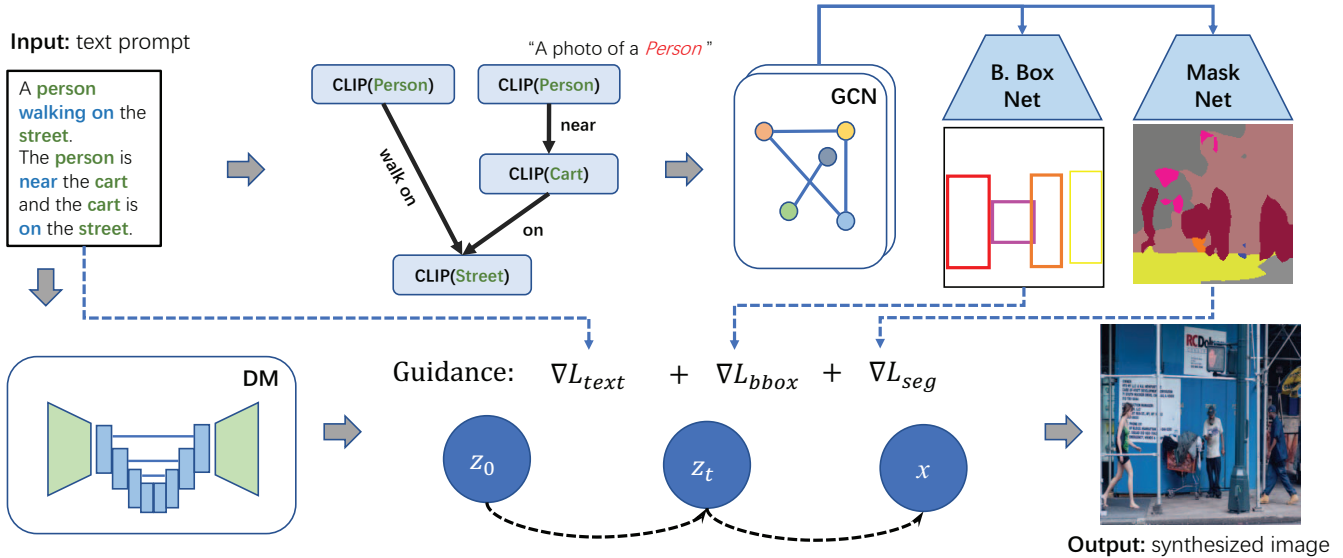 Input: text prompt
A person
walking on the
street.
The person is
near the cart
and the cart is
on the street.
"A photo of a Person "
CLIP(Person)
CLIP(Person)
near
walk on
CLIP(Cart)
on
CLIP(Street)
GCN
B. Box
Net
Mask
Net
DM
Guidance: ∇L_text + ∇L_bbox + ∇L_seg
z_0
z_t
x
RCDo
Output: synthesized image